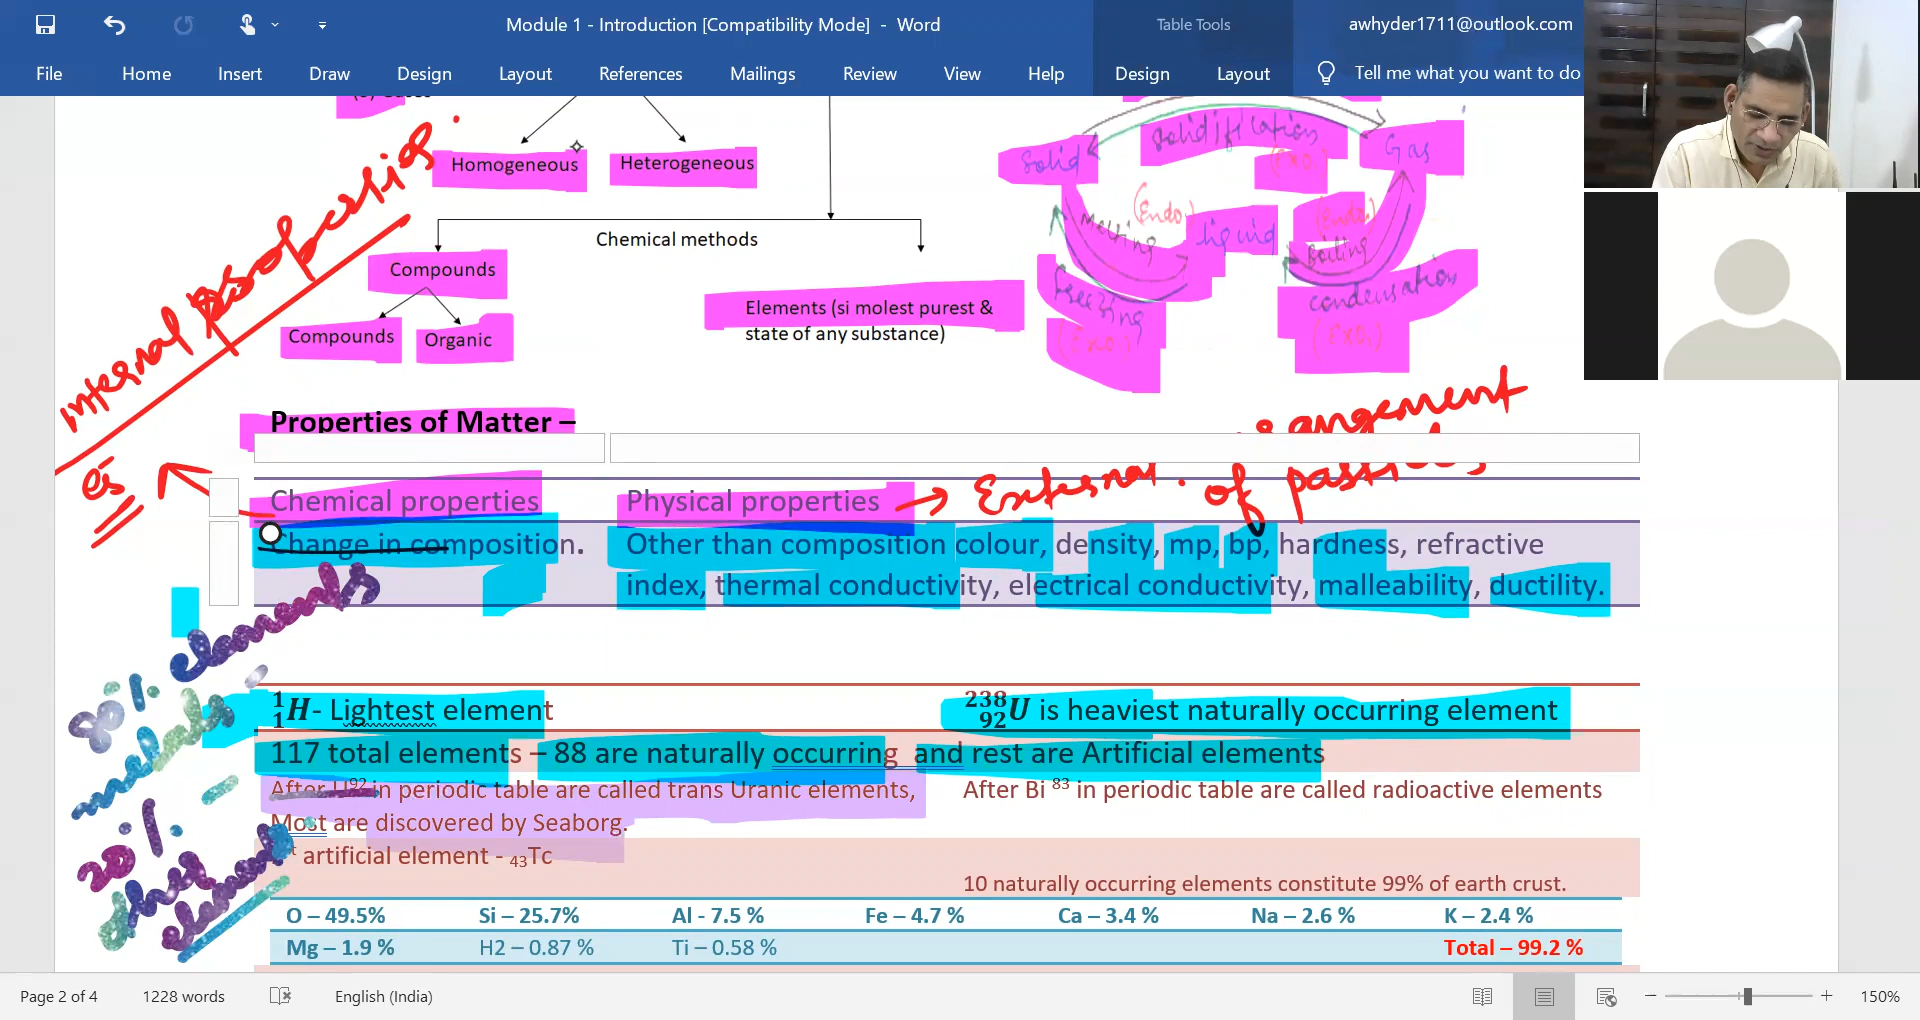 Module 1 - Introduction [Compatibility Mode] - Word
Table Tools
awhyder1711@outlook.com
File Home Insert Draw Design Layout References Mailings Review View Help Design Layout Tell me what you want to do
Homogeneous Heterogeneous
Chemical methods
Compounds
Elements (si molest purest &
state of any substance)
Compounds Organic
Solid
solidification
(Exo)
Gas
(Endo)
Melting
liquid
(Endo)
Boiling
freezing
(Exo)
condensation
(Exo)
internal properties
Properties of Matter –
Chemical properties Physical properties
External
of
Change in composition. Other than composition colour, density, mp, bp, hardness, refractive
index, thermal conductivity, electrical conductivity, malleability, ductility.
1 1 H- Lightest element 238 92 U is heaviest naturally occurring element
117 total elements – 88 are naturally occurring and rest are Artificial elements
After U92 in periodic table are called trans Uranic elements, After Bi 83 in periodic table are called radioactive elements
Most are discovered by Seaborg.
artificial element - 43Tc
10 naturally occurring elements constitute 99% of earth crust.
O – 49.5% Si – 25.7% Al - 7.5 % Fe – 4.7 % Ca – 3.4 % Na – 2.6 % K – 2.4 %
Mg – 1.9 % H2 – 0.87 % Ti – 0.58 % Total – 99.2 %
Page 2 of 4 1228 words English (India) 150%